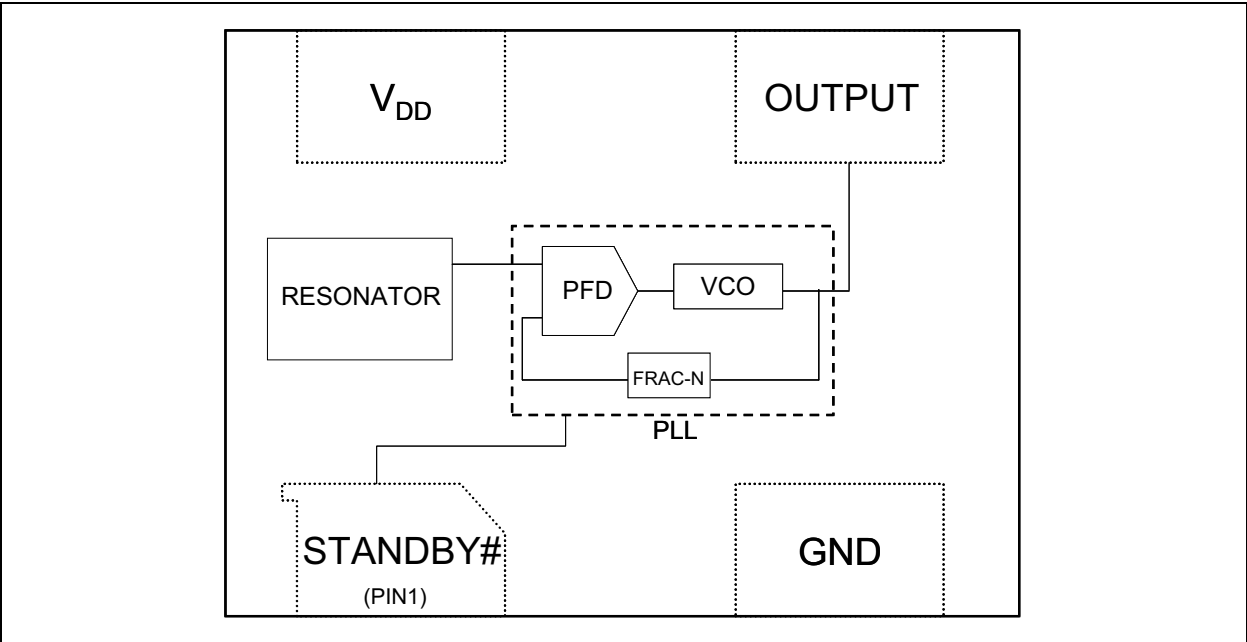 VDD
OUTPUT
RESONATOR
PFD
VCO
FRAC-N
PLL
STANDBY#
(PIN1)
GND